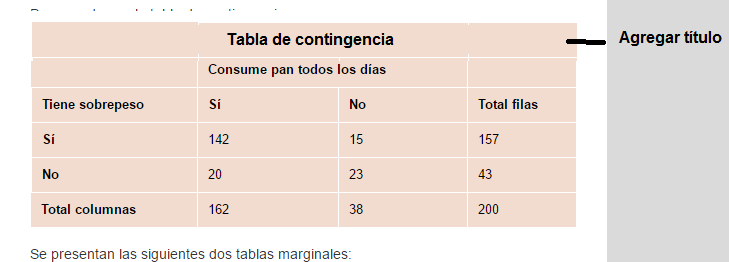 Tabla de contingencia
Agregar título
Consume pan todos los días
Tiene sobrepeso Sí No Total filas
Sí 142 15 157
No 20 23 43
Total columnas 162 38 200
Se presentan las siguientes dos tablas marginales: